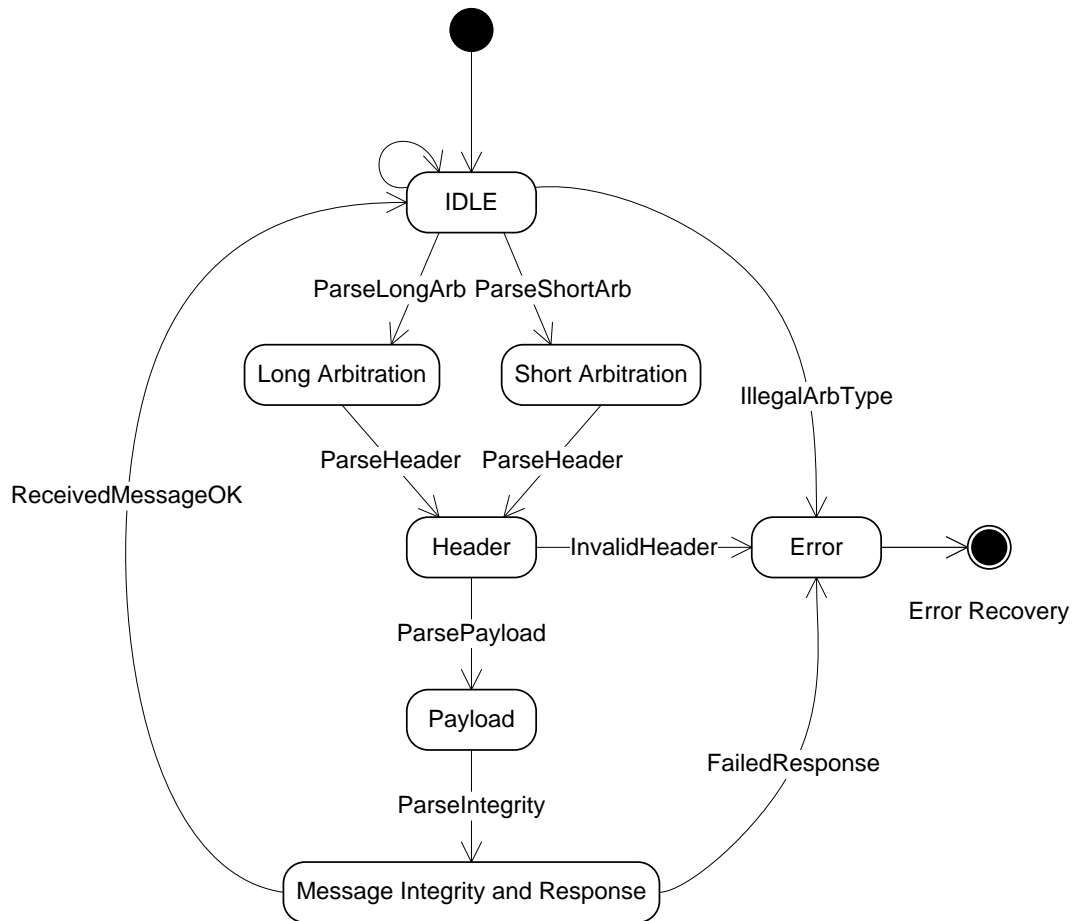 IDLE
ParseLongArb
ParseShortArb
Long Arbitration
Short Arbitration
IllegalArbType
ParseHeader
ParseHeader
ReceivedMessageOK
Header
InvalidHeader
Error
Error Recovery
ParsePayload
Payload
FailedResponse
ParseIntegrity
Message Integrity and Response